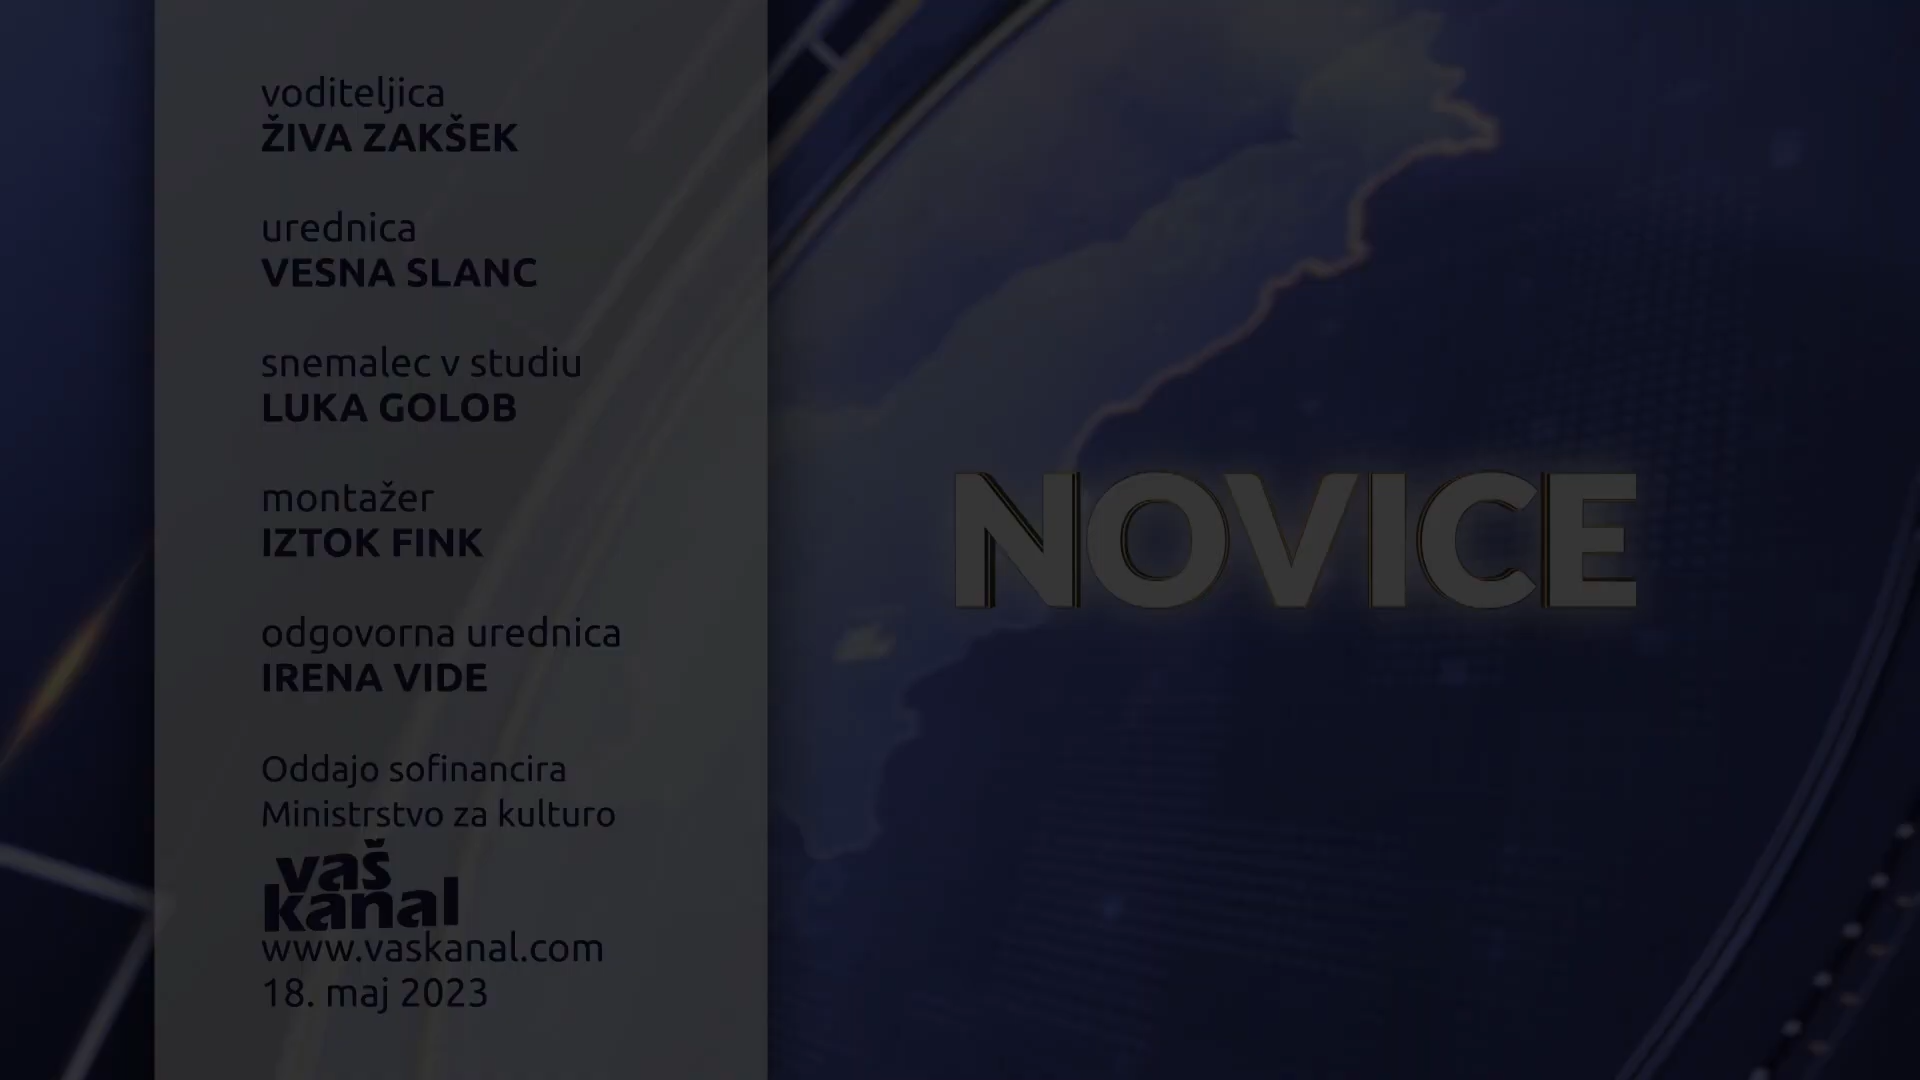 voditeljica
ŽIVA ZAKŠEK
urednica
VESNA SLANC
snemalec v studiu
LUKA GOLOB
montažer
IZTOK FINK
odgovorna urednica
IRENA VIDE
Oddajo sofinancira
Ministrstvo za kulturo
vaš
kanal
www.vaskanal.com
18. maj 2023
NOVICE